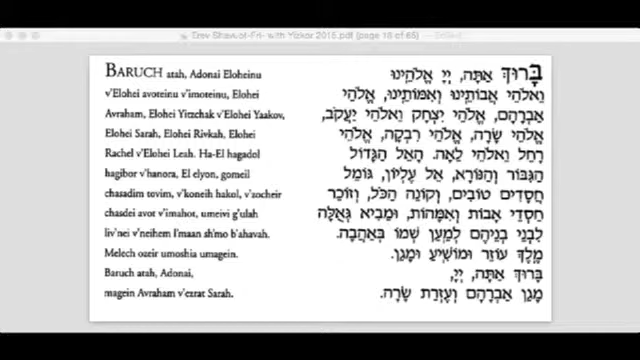 Erev Shavuot-Fri- with Yizkor 2015.pdf (page 18 of 65)
BARUCH atah, Adonai Eloheinu
v'Elohei avoteinu v'imoteinu, Elohei
Avraham, Elohei Yitzchak v'Elohei Yaakov,
Elohei Sarah, Elohei Rivkah, Elohei
Rachel v'Elohei Leah. Ha-El hagadol
hagibor v'hanora, El elyon, gomeil
chasadim tovim, v'koneih hakol, v'zocheir
chasdei avot v'imahot, umeivi g'ulah
liv'nei v'neihem l'maan sh'mo b'ahavah.
Melech ozeir umoshia umagein.
Baruch atah, Adonai,
magein Avraham v'ezrat Sarah.
בָּרוּךְ אַתָּה, יְיָ אֱלֹהֵֽינוּ
וֵאלֹהֵי אֲבוֹתֵֽינוּ וְאִמּוֹתֵֽינוּ, אֱלֹהֵי
אַבְרָהָם, אֱלֹהֵי יִצְחָק וֵאלֹהֵי יַעֲקֹב,
אֱלֹהֵי שָׂרָה, אֱלֹהֵי רִבְקָה, אֱלֹהֵי
רָחֵל וֵאלֹהֵי לֵאָה. הָאֵל הַגָּדוֹל
הַגִּבּוֹר וְהַנּוֹרָא, אֵל עֶלְיוֹן, גּוֹמֵל
חֲסָדִים טוֹבִים, וְקוֹנֵה הַכֹּל, וְזוֹכֵר
חַסְדֵי אָבוֹת וְאִמָּהוֹת, וּמֵבִיא גְּאֻלָּה
לִבְנֵי בְנֵיהֶם לְמַֽעַן שְׁמוֹ בְּאַהֲבָה.
מֶֽלֶךְ עוֹזֵר וּמוֹשִֽׁיעַ וּמָגֵן.
בָּרוּךְ אַתָּה, יְיָ,
מָגֵן אַבְרָהָם וְעֶזְרַת שָׂרָה.